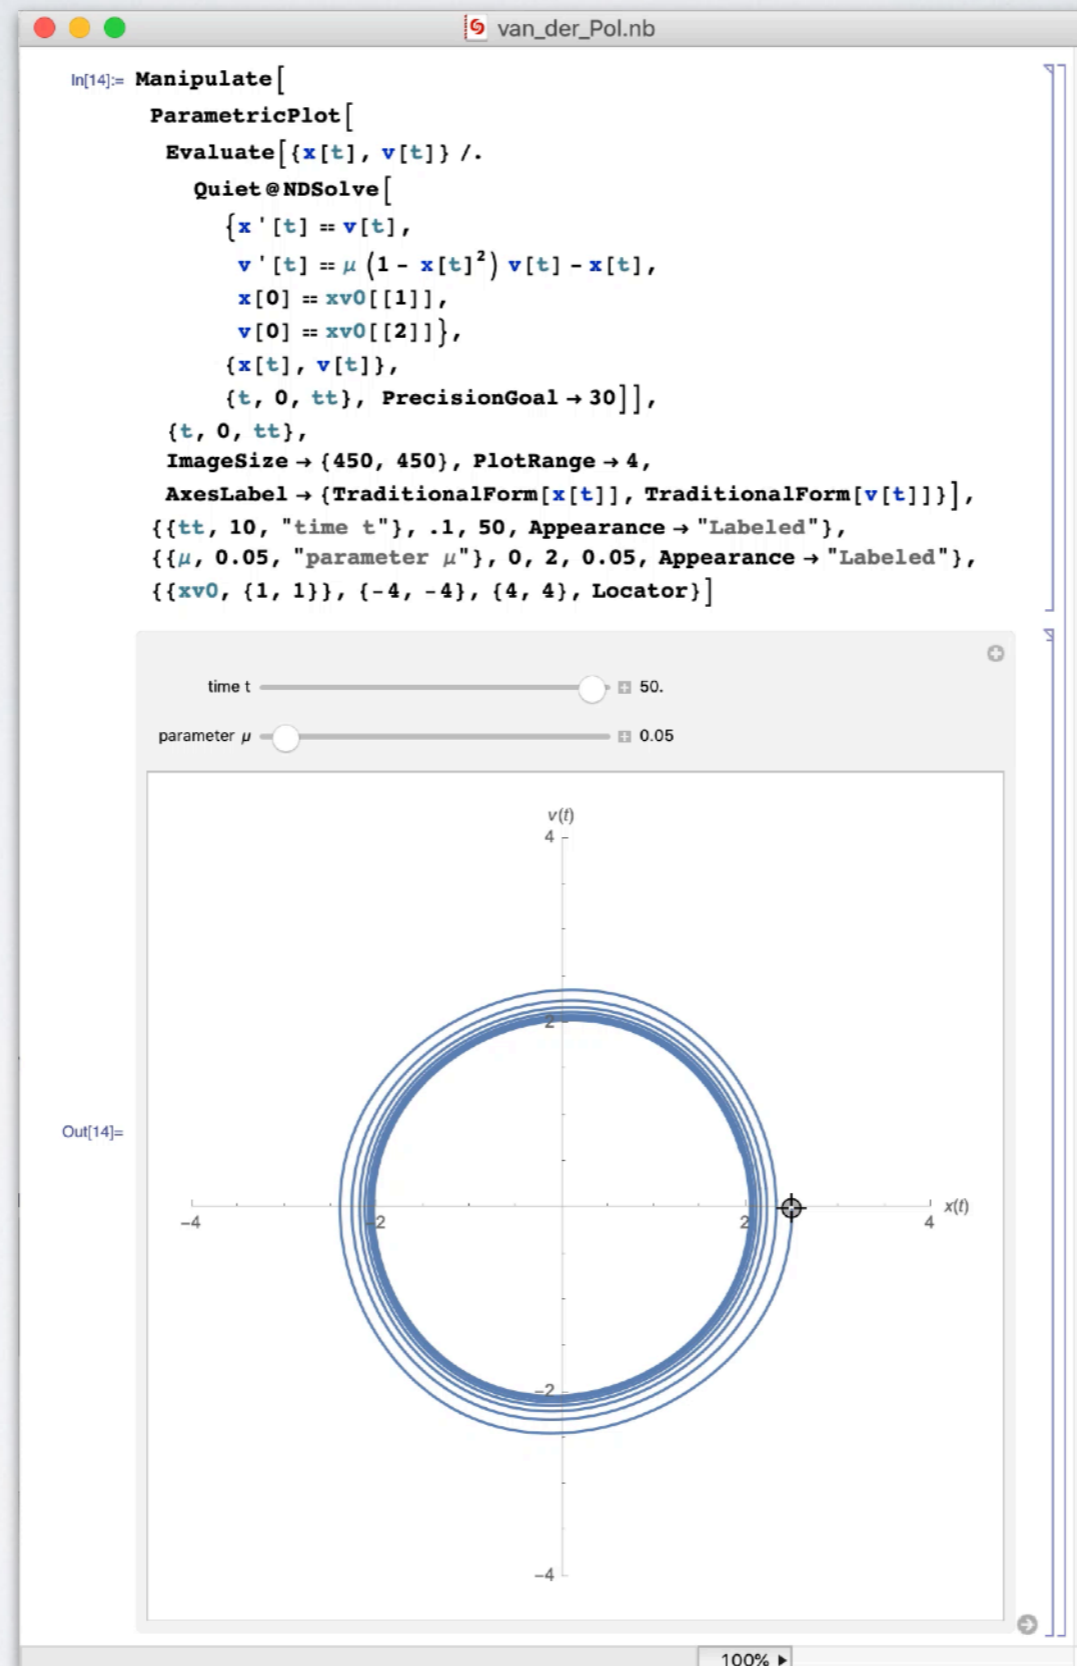 van_der_Pol.nb
In[14]:= Manipulate[
ParametricPlot[
Evaluate[{x[t], v[t]} /.
Quiet@NDSolve[
{x'[t] == v[t],
v'[t] == μ (1 - x[t]²) v[t] - x[t],
x[0] == xv0[[1]],
v[0] == xv0[[2]]},
{x[t], v[t]},
{t, 0, tt}, PrecisionGoal → 30]],
{t, 0, tt},
ImageSize → {450, 450}, PlotRange → 4,
AxesLabel → {TraditionalForm[x[t]], TraditionalForm[v[t]]}],
{{tt, 10, "time t"}, .1, 50, Appearance → "Labeled"},
{{μ, 0.05, "parameter μ"}, 0, 2, 0.05, Appearance → "Labeled"},
{{xv0, {1, 1}}, {-4, -4}, {4, 4}, Locator}]
time t 50.
parameter μ 0.05
v(t)
4
2
Out[14]=
-4 -2 2 4 x(t)
-2
-4
100%